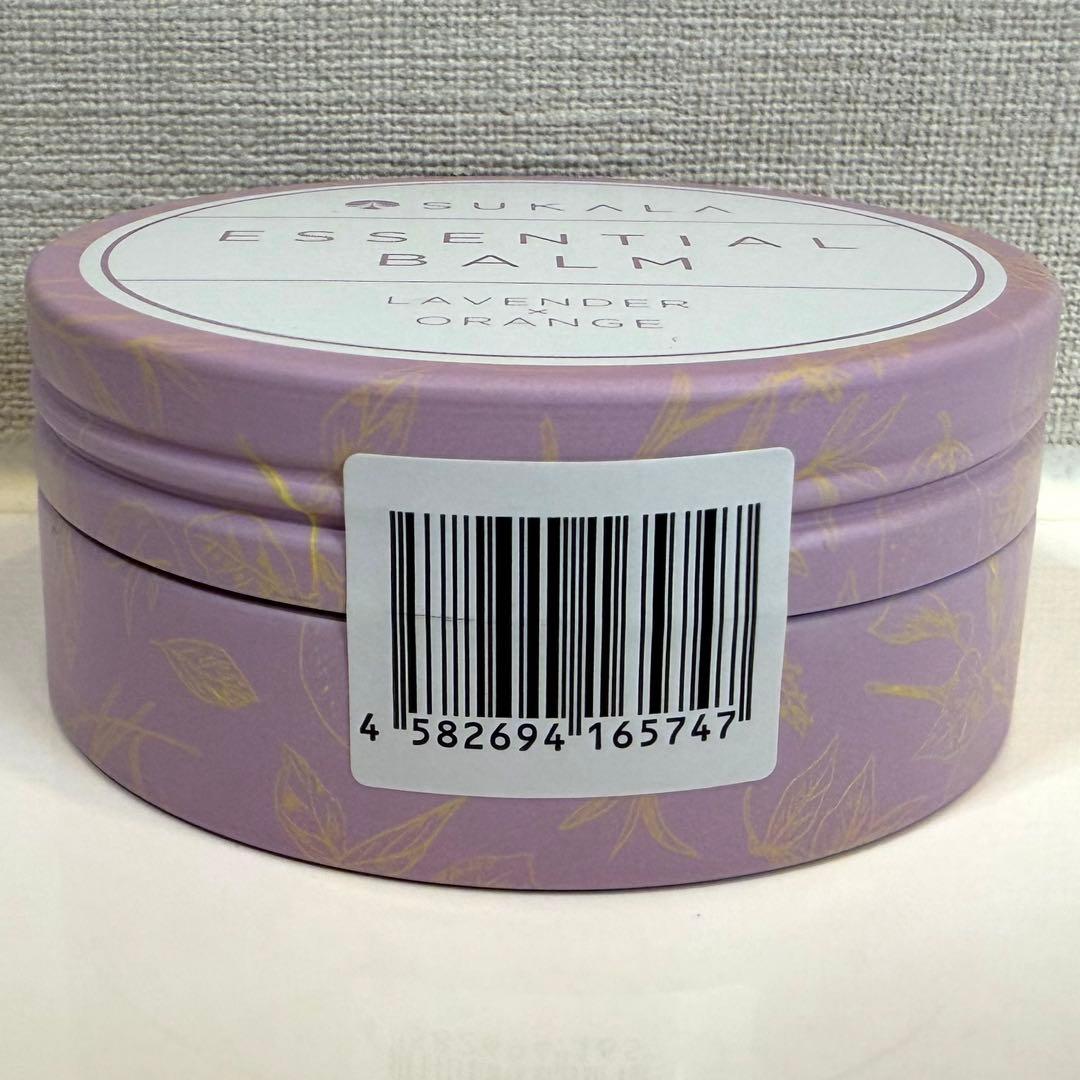 SUKALA
ESSENTIAL
BALM
LAVENDER
×
ORANGE
4 582694 165747